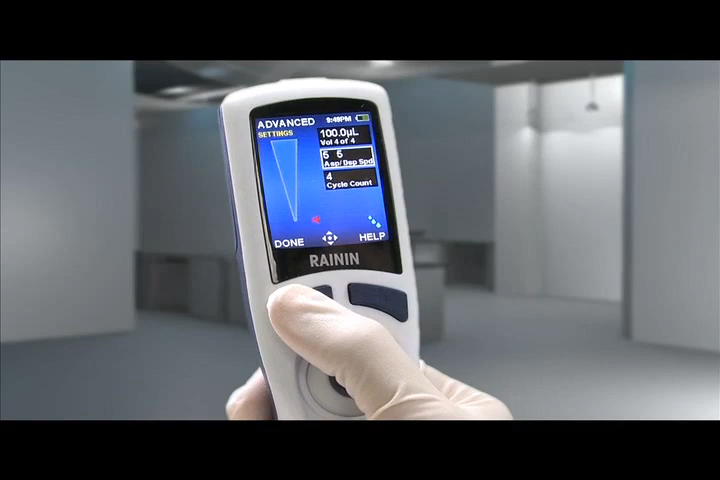 ADVANCED 9:49PM
SETTINGS
100.0µL
Vol 4 of 4
5 5
Asp/Dsp Spd
4
Cycle Count
DONE HELP
RAININ